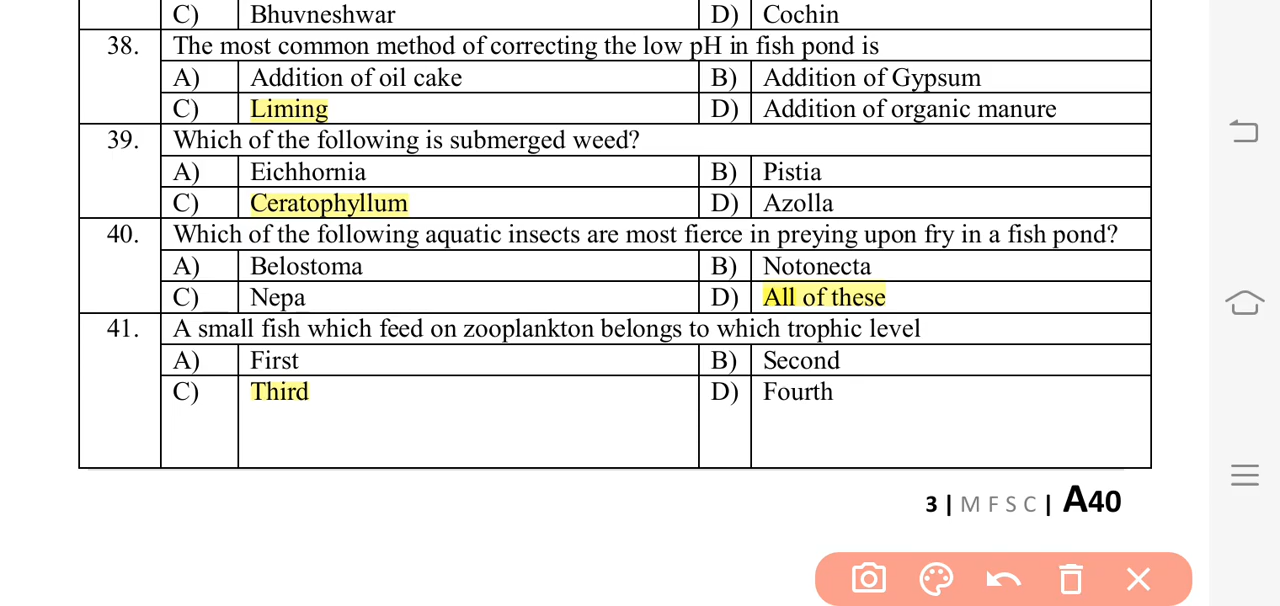 C) Bhuvneshwar D) Cochin
38. The most common method of correcting the low pH in fish pond is
A) Addition of oil cake B) Addition of Gypsum
C) Liming D) Addition of organic manure
39. Which of the following is submerged weed?
A) Eichhornia B) Pistia
C) Ceratophyllum D) Azolla
40. Which of the following aquatic insects are most fierce in preying upon fry in a fish pond?
A) Belostoma B) Notonecta
C) Nepa D) All of these
41. A small fish which feed on zooplankton belongs to which trophic level
A) First B) Second
C) Third D) Fourth
3 | M F S C | A40